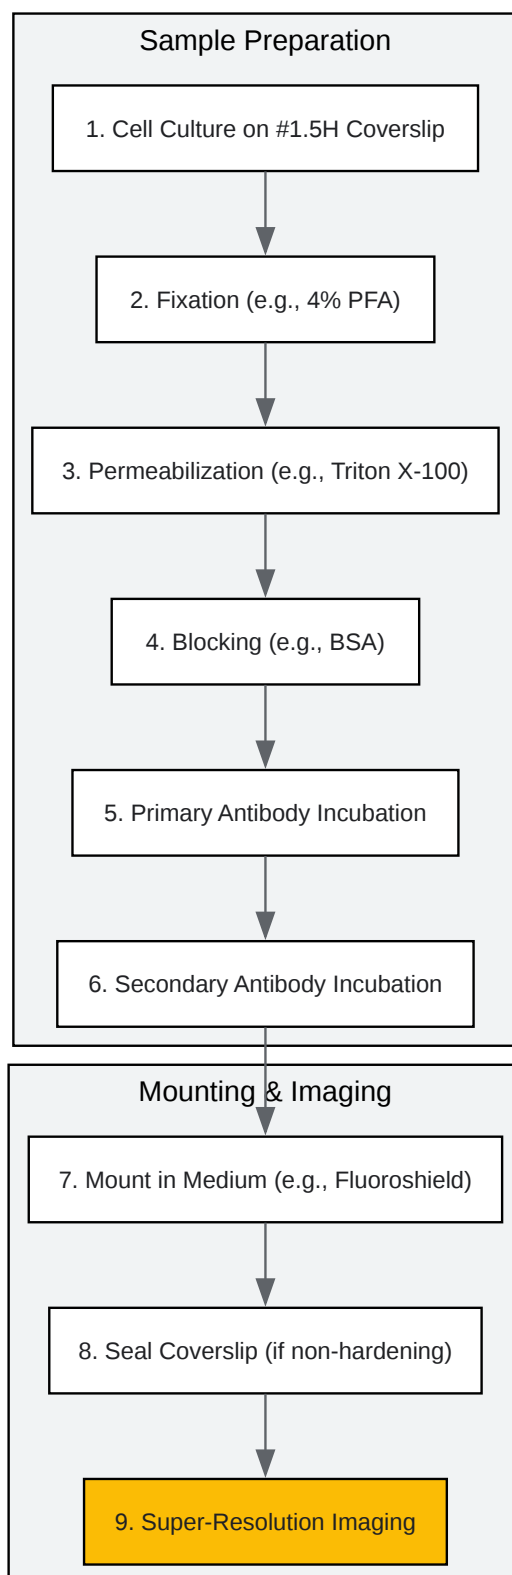 Sample Preparation
1. Cell Culture on #1.5H Coverslip
2. Fixation (e.g., 4% PFA)
3. Permeabilization (e.g., Triton X-100)
4. Blocking (e.g., BSA)
5. Primary Antibody Incubation
6. Secondary Antibody Incubation
Mounting & Imaging
7. Mount in Medium (e.g., Fluoroshield)
8. Seal Coverslip (if non-hardening)
9. Super-Resolution Imaging